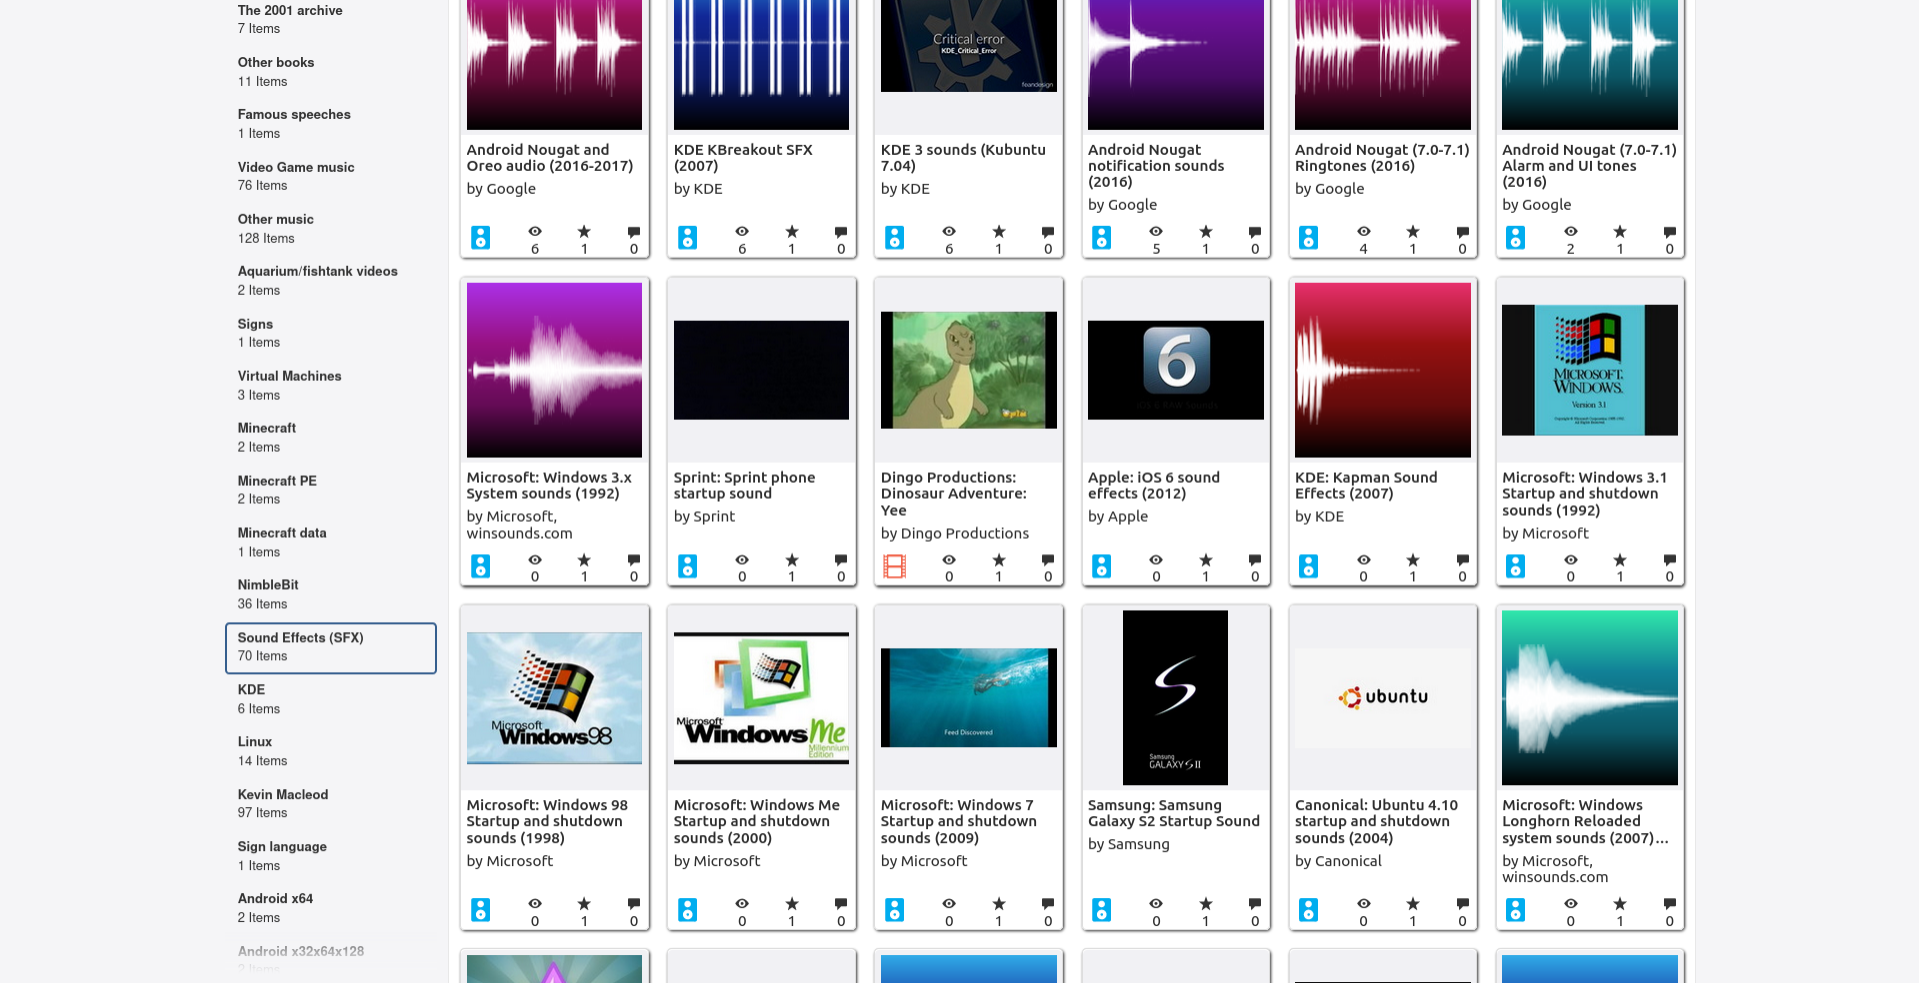 The 2001 archive
7 Items
Other books
11 Items
Famous speeches
1 Items
Video Game music
76 Items
Other music
128 Items
Aquarium/fishtank videos
2 Items
Signs
1 Items
Virtual Machines
3 Items
Minecraft
2 Items
Minecraft PE
2 Items
Minecraft data
1 Items
NimbleBit
36 Items
Sound Effects (SFX)
70 Items
KDE
6 Items
Linux
14 Items
Kevin Macleod
97 Items
Sign language
1 Items
Android x64
2 Items
Android x32x64x128
2 Items
Android Nougat and
Oreo audio (2016-2017)
by Google
6 1 0
KDE KBreakout SFX
(2007)
by KDE
6 1 0
Critical error
KDE_Critical_Error
feandesign
KDE 3 sounds (Kubuntu
7.04)
by KDE
6 1 0
Android Nougat
notification sounds
(2016)
by Google
5 1 0
Android Nougat (7.0-7.1)
Ringtones (2016)
by Google
4 1 0
Android Nougat (7.0-7.1)
Alarm and UI tones
(2016)
by Google
2 1 0
Microsoft: Windows 3.x
System sounds (1992)
by Microsoft,
winsounds.com
0 1 0
Sprint: Sprint phone
startup sound
by Sprint
0 1 0
Dingo Productions:
Dinosaur Adventure:
Yee
by Dingo Productions
0 1 0
6
Apple: iOS 6 sound
effects (2012)
by Apple
0 1 0
KDE: Kapman Sound
Effects (2007)
by KDE
0 1 0
MICROSOFT.
WINDOWS.
Version 3.1
Microsoft: Windows 3.1
Startup and shutdown
sounds (1992)
by Microsoft
0 1 0
Microsoft
Windows98
Microsoft: Windows 98
Startup and shutdown
sounds (1998)
by Microsoft
0 1 0
Microsoft
Windows Me
Millennium
Edition
Microsoft: Windows Me
Startup and shutdown
sounds (2000)
by Microsoft
0 1 0
Feed Discovered
Microsoft: Windows 7
Startup and shutdown
sounds (2009)
by Microsoft
0 1 0
S
Samsung
GALAXY S II
Samsung: Samsung
Galaxy S2 Startup Sound
by Samsung
0 1 0
ubuntu
Canonical: Ubuntu 4.10
startup and shutdown
sounds (2004)
by Canonical
0 1 0
Microsoft: Windows
Longhorn Reloaded
system sounds (2007)...
by Microsoft,
winsounds.com
0 1 0